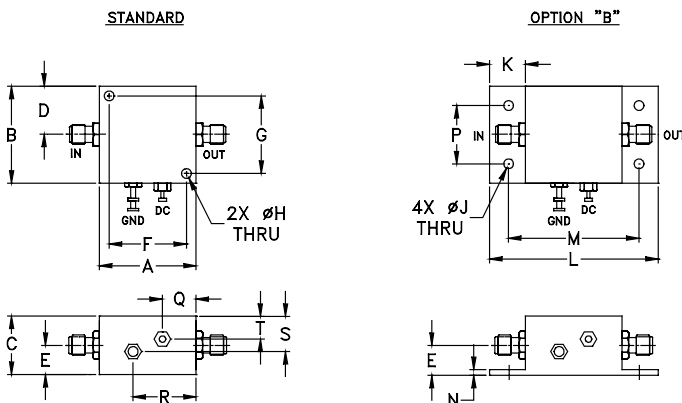 STANDARD
OPTION "B"
D
B
IN
OUT
G
GND
DC
2X øH
THRU
F
A
K
P
IN
OUT
4X øJ
THRU
GND
DC
M
L
Q
T
S
C
E
R
E
N